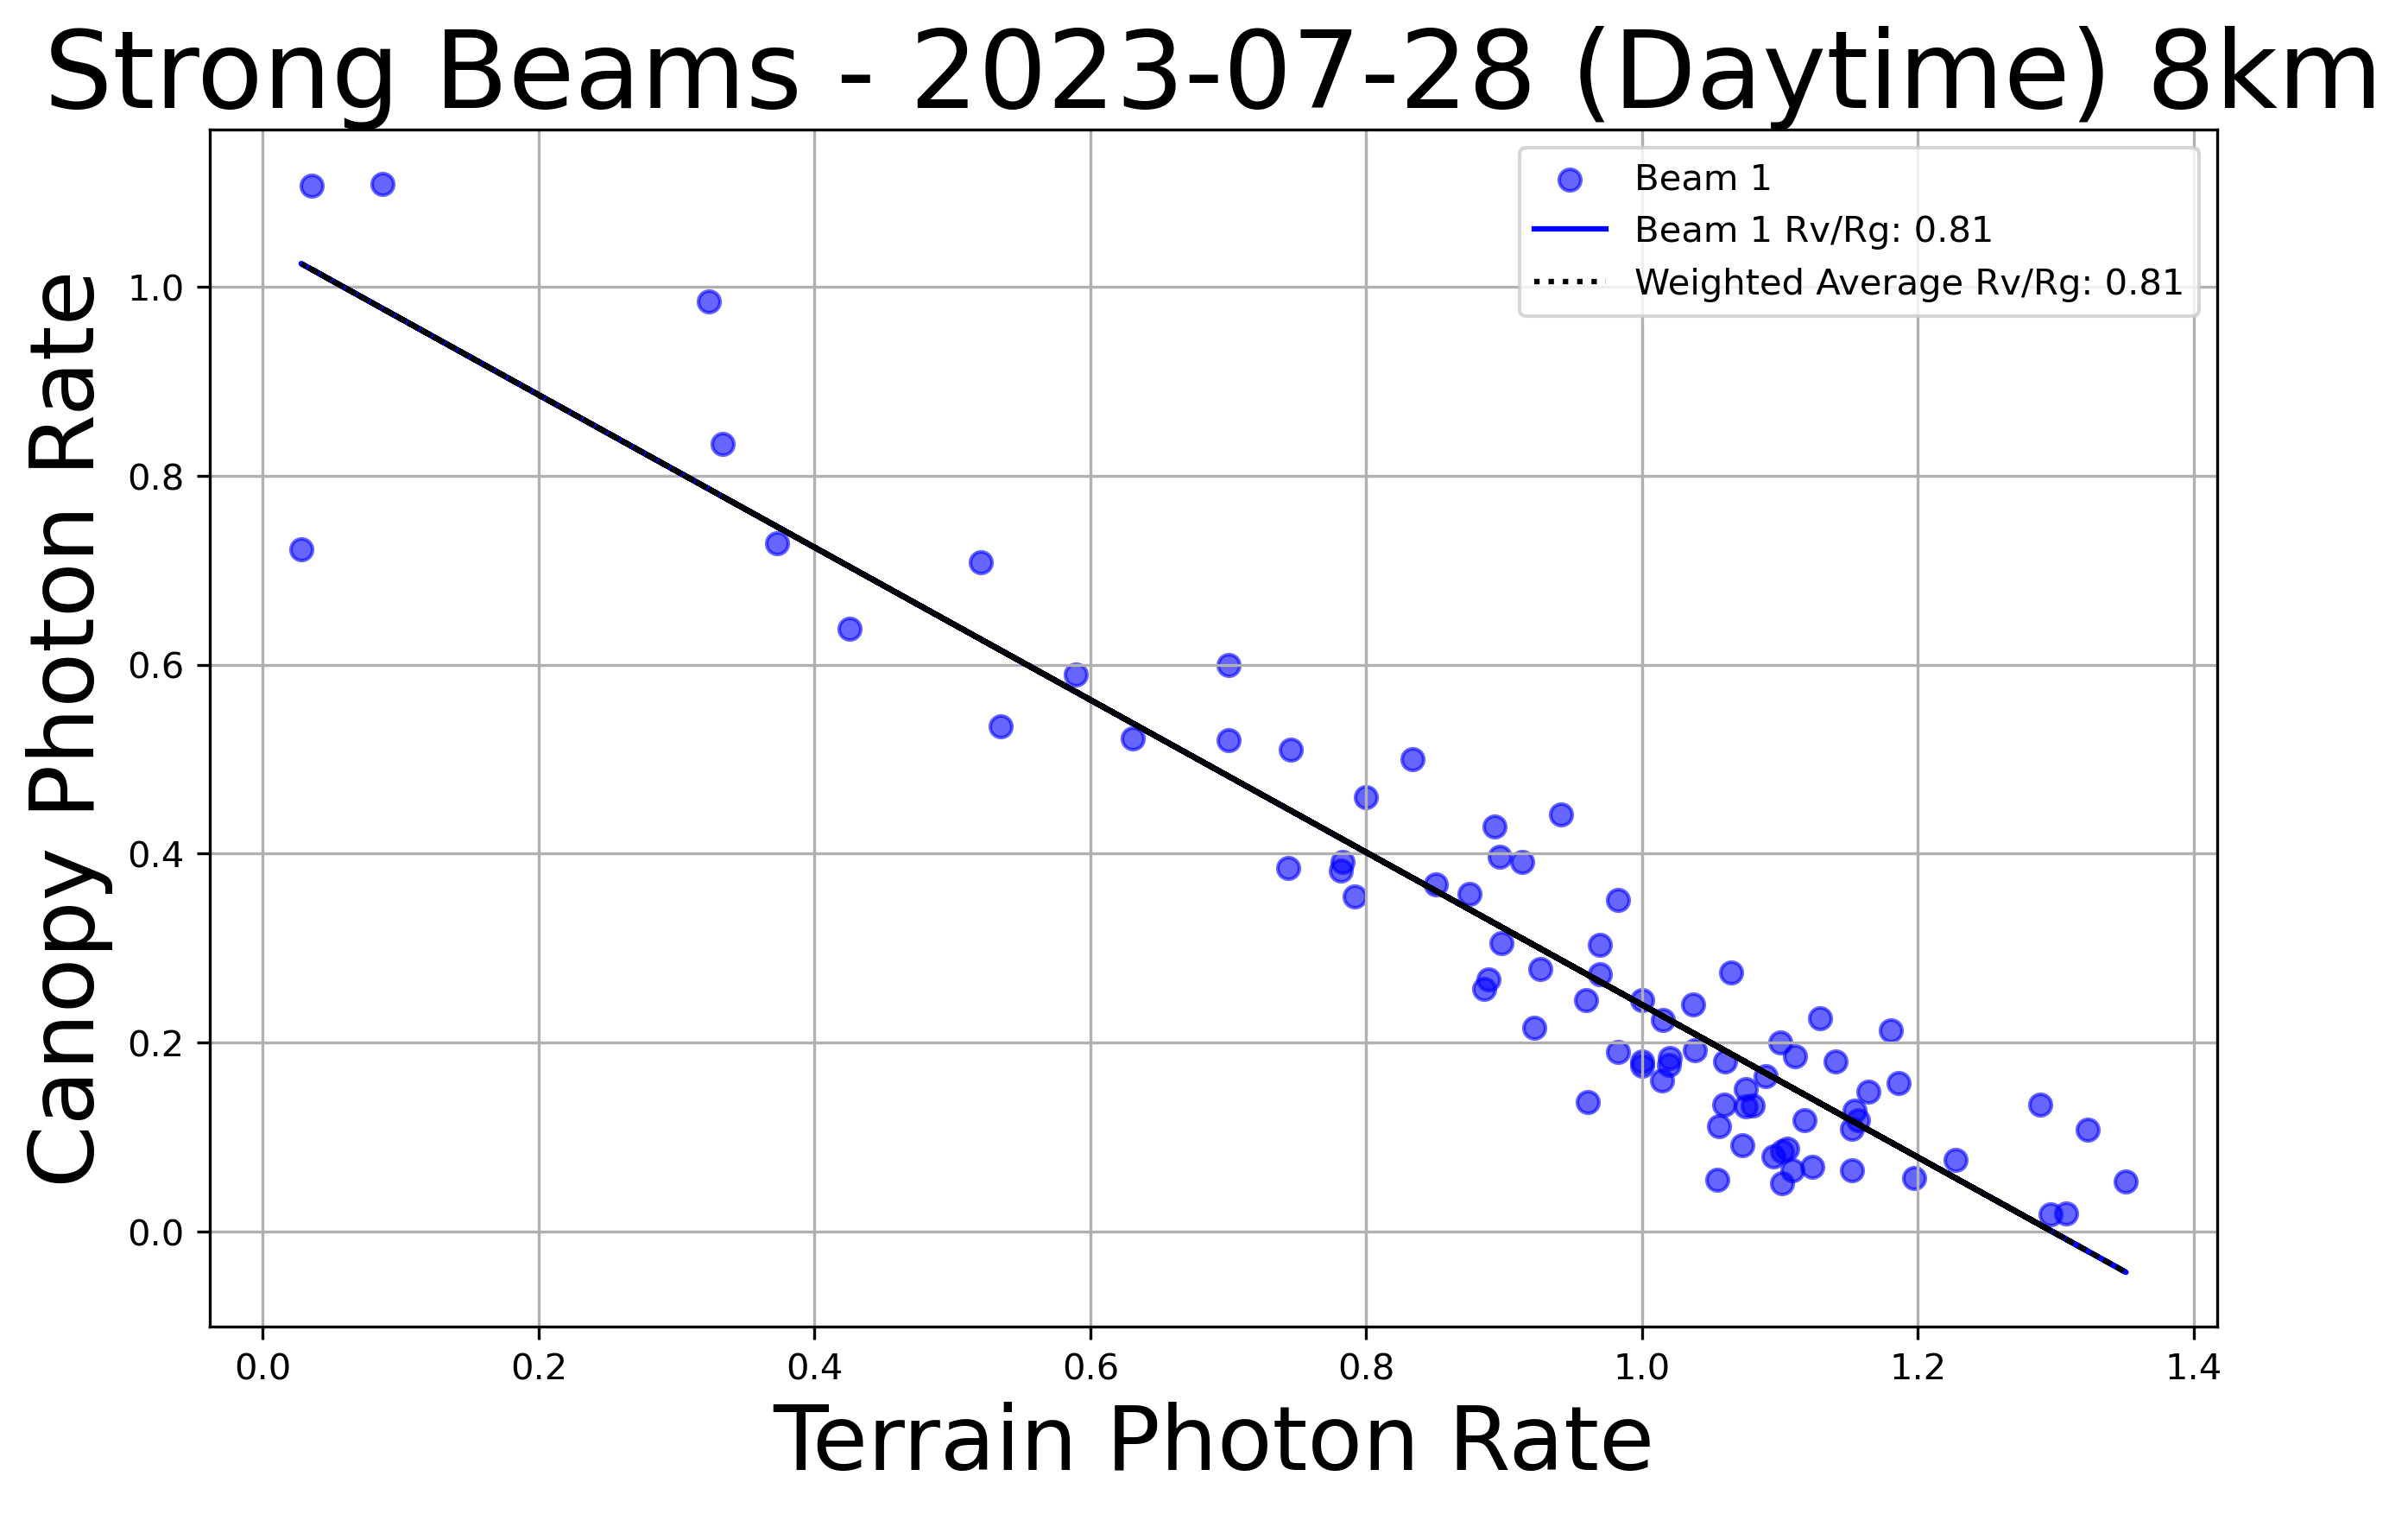 Strong Beams - 2023-07-28 (Daytime) 8km
Beam 1
Beam 1 Rv/Rg: 0.81
Weighted Average Rv/Rg: 0.81
Canopy Photon Rate
1.0
0.8
0.6
0.4
0.2
0.0
0.0 0.2 0.4 0.6 0.8 1.0 1.2 1.4
Terrain Photon Rate